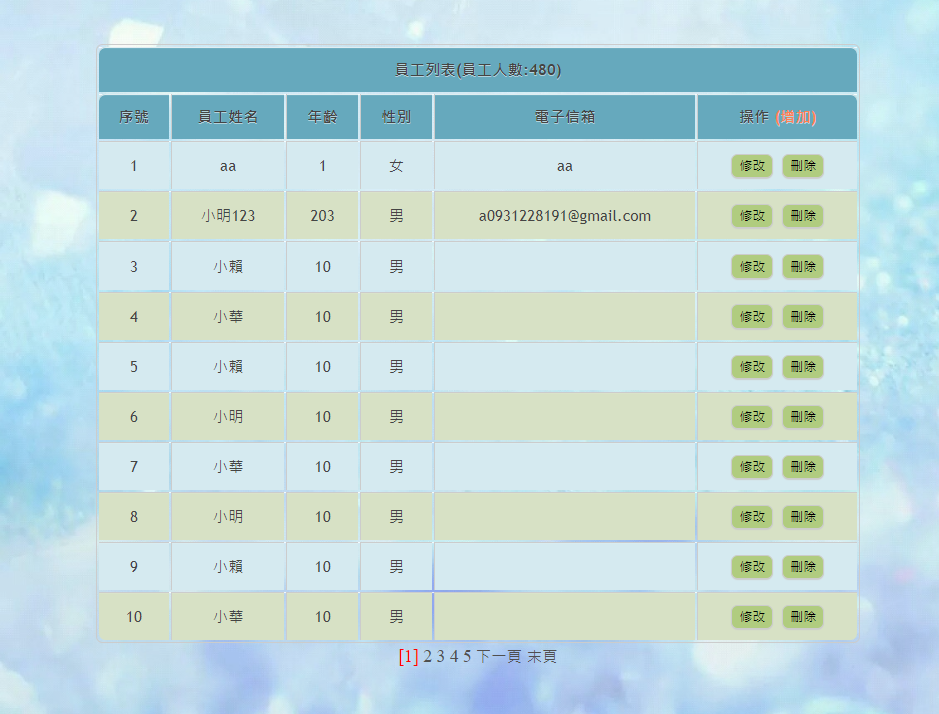 員工列表(員工人數:480)
序號 員工姓名 年齡 性別 電子信箱 操作 (增加)
1 aa 1 女 aa 修改 刪除
2 小明123 203 男 a0931228191@gmail.com 修改 刪除
3 小賴 10 男 修改 刪除
4 小華 10 男 修改 刪除
5 小賴 10 男 修改 刪除
6 小明 10 男 修改 刪除
7 小華 10 男 修改 刪除
8 小明 10 男 修改 刪除
9 小賴 10 男 修改 刪除
10 小華 10 男 修改 刪除
[1] 2 3 4 5 下一頁 末頁